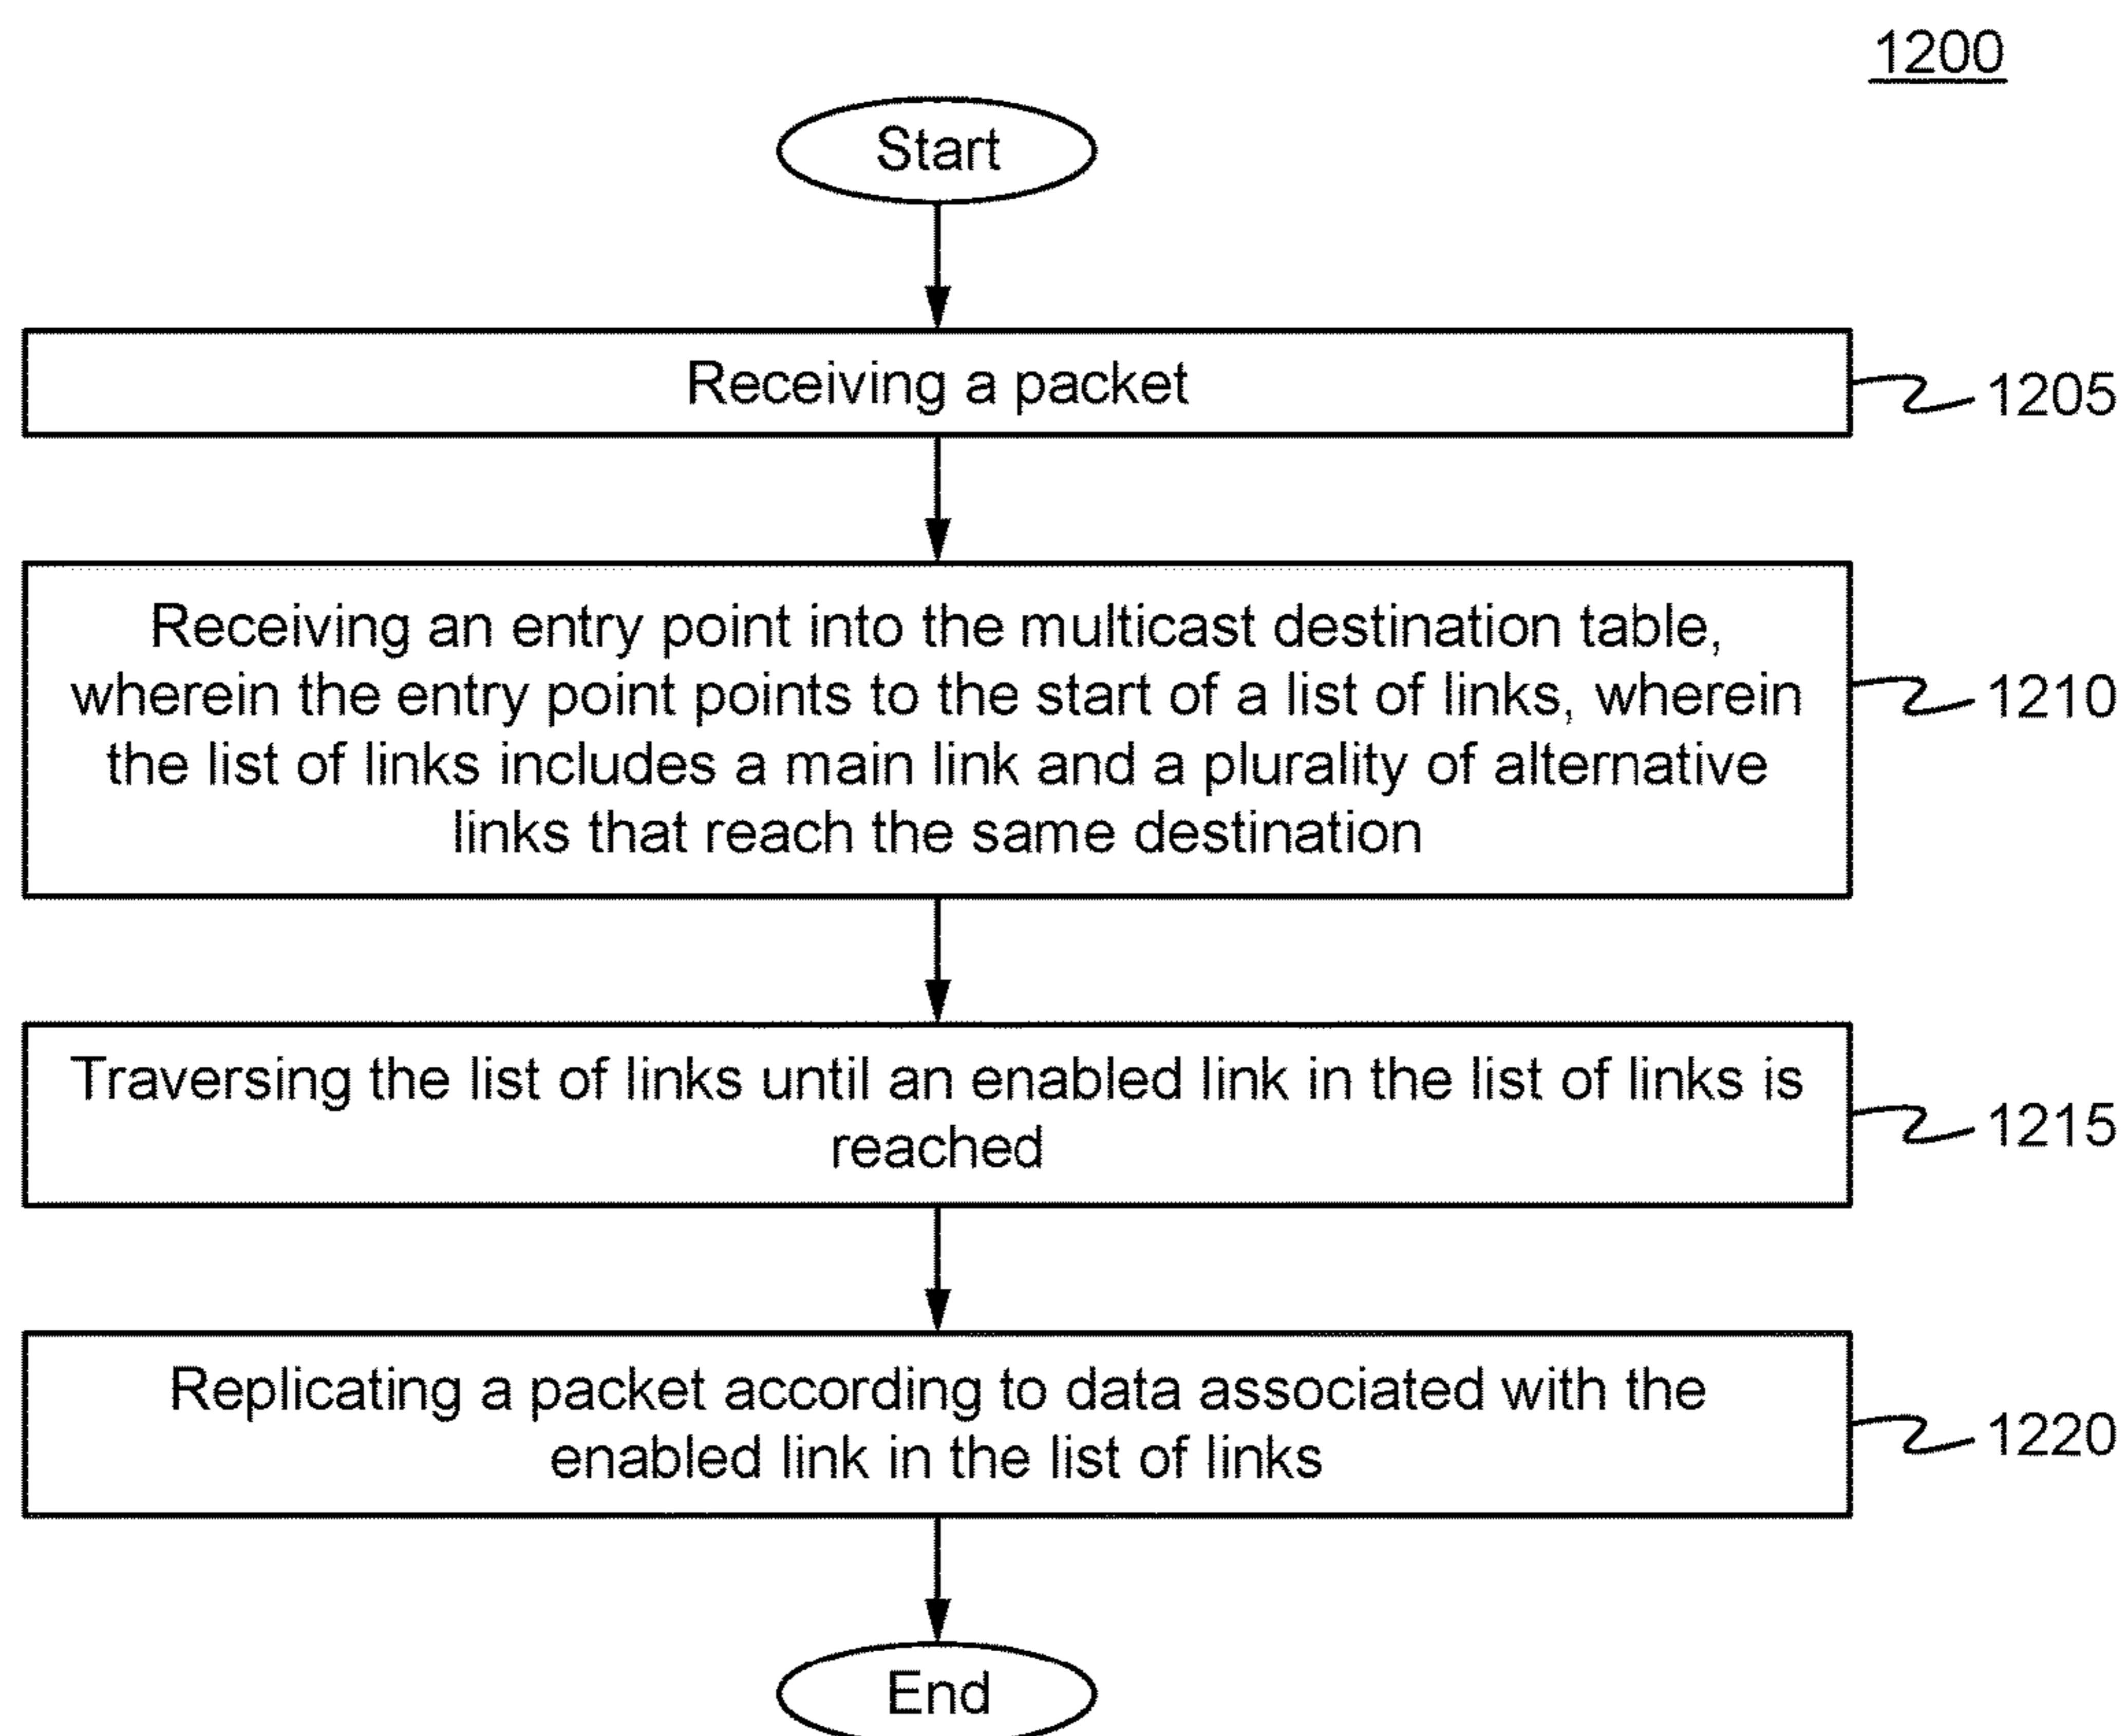 1200
Start
Receiving a packet
1205
Receiving an entry point into the multicast destination table,
wherein the entry point points to the start of a list of links, wherein
the list of links includes a main link and a plurality of alternative
links that reach the same destination
1210
Traversing the list of links until an enabled link in the list of links is
reached
1215
Replicating a packet according to data associated with the
enabled link in the list of links
1220
End